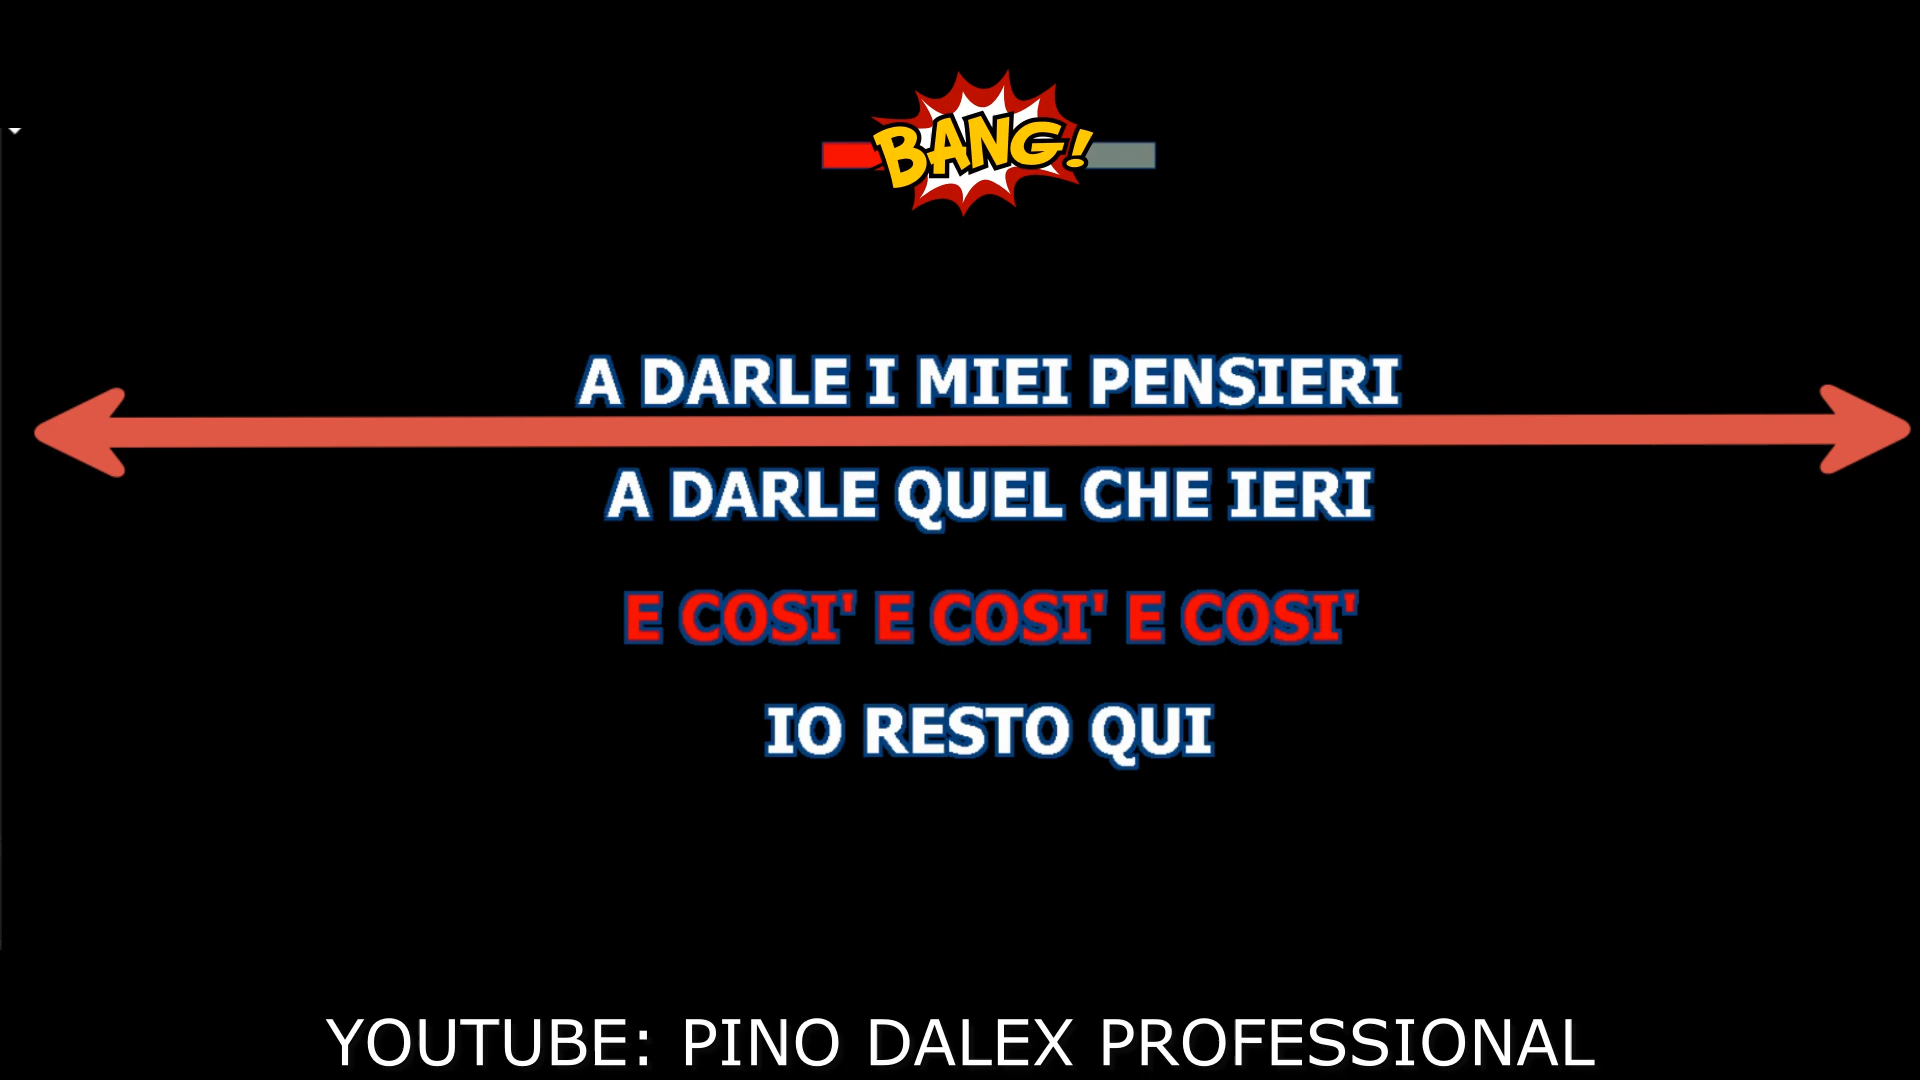 BANG!
A DARLE I MIEI PENSIERI
A DARLE QUEL CHE IERI
E COSI' E COSI' E COSI'
IO RESTO QUI
YOUTUBE: PINO DALEX PROFESSIONAL